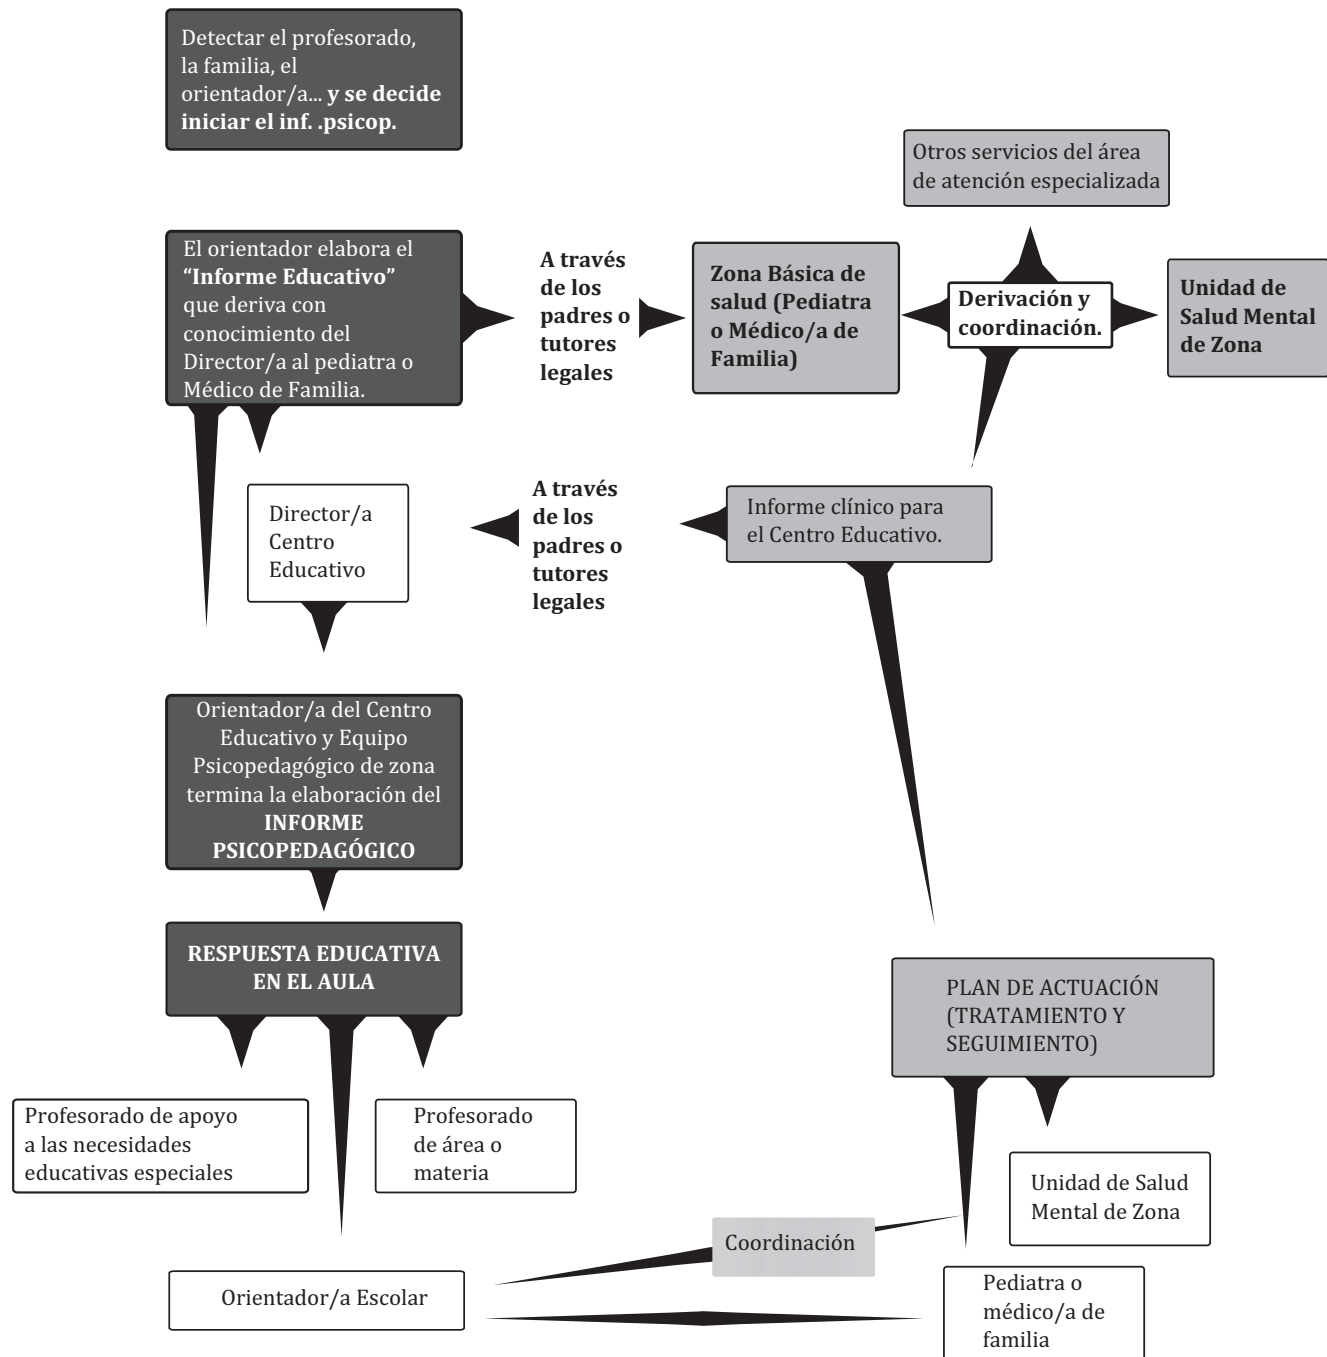 Detectar el profesorado,
la familia, el
orientador/a... y se decide
iniciar el inf. .psicop.
Otros servicios del área
de atención especializada
El orientador elabora el
“Informe Educativo”
que deriva con
conocimiento del
Director/a al pediatra o
Médico de Familia.
A través
de los
padres o
tutores
legales
Zona Básica de
salud (Pediatra
o Médico/a de
Familia)
Derivación y
coordinación.
Unidad de
Salud Mental
de Zona
Director/a
Centro
Educativo
A través
de los
padres o
tutores
legales
Informe clínico para
el Centro Educativo.
Orientador/a del Centro
Educativo y Equipo
Psicopedagógico de zona
termina la elaboración del
INFORME
PSICOPEDAGÓGICO
RESPUESTA EDUCATIVA
EN EL AULA
PLAN DE ACTUACIÓN
(TRATAMIENTO Y
SEGUIMIENTO)
Profesorado de apoyo
a las necesidades
educativas especiales
Profesorado
de área o
materia
Unidad de Salud
Mental de Zona
Coordinación
Orientador/a Escolar
Pediatra o
médico/a de
familia